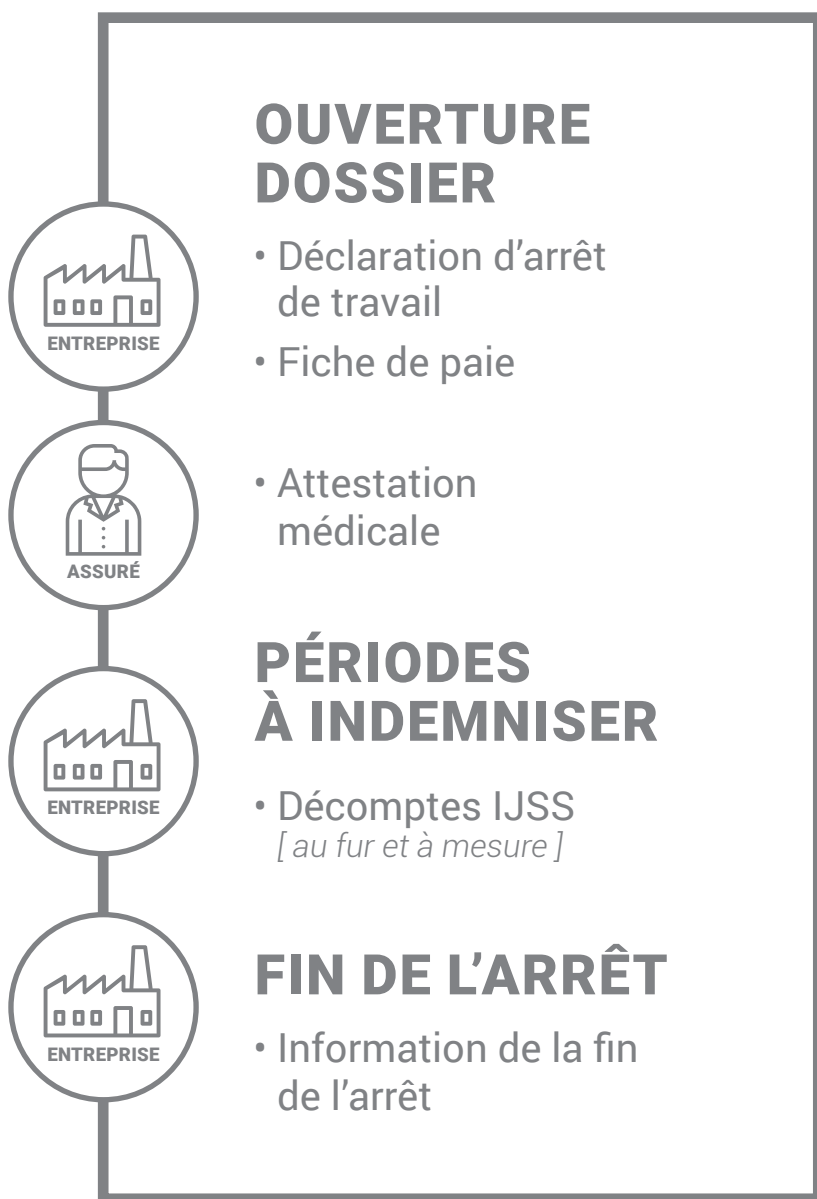 OUVERTURE
DOSSIER
• Déclaration d’arrêt
de travail
• Fiche de paie
ENTREPRISE
• Attestation
médicale
ASSURÉ
PÉRIODES
À INDEMNISER
• Décomptes IJSS
[ au fur et à mesure ]
ENTREPRISE
FIN DE L’ARRÊT
• Information de la fin
de l’arrêt
ENTREPRISE